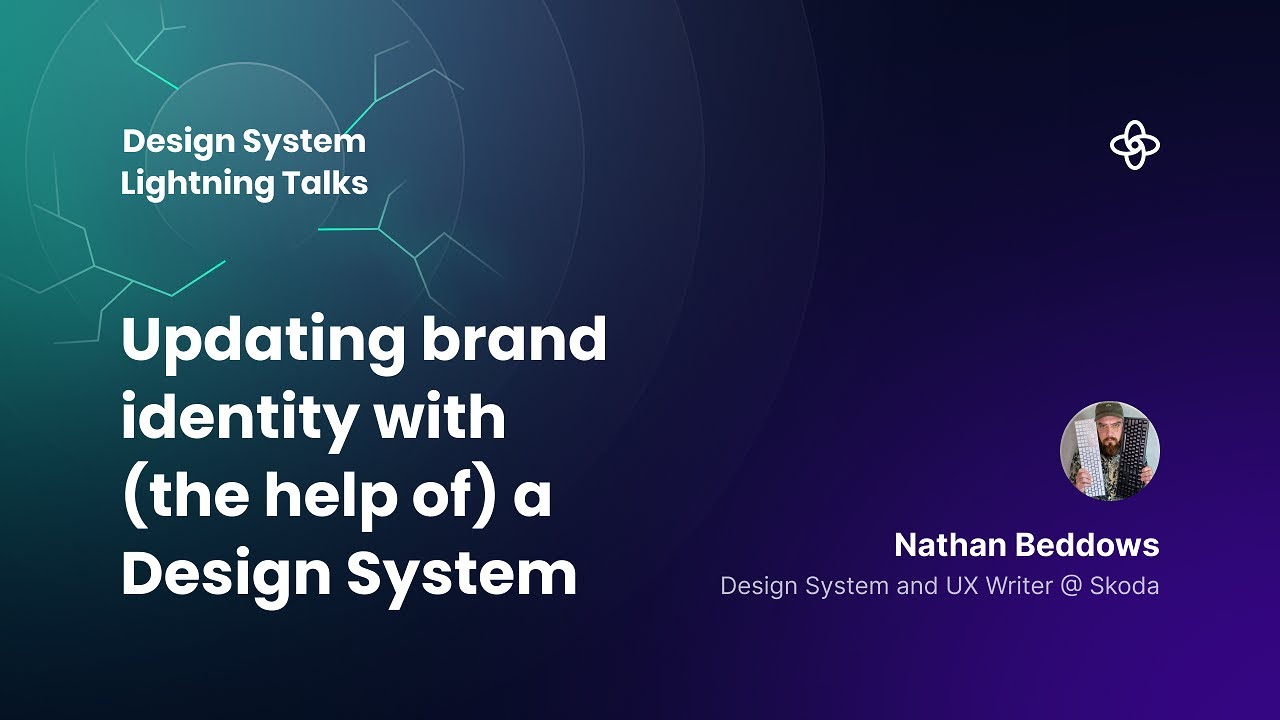 Design System
Lightning Talks
Updating brand
identity with
(the help of) a
Design System
Nathan Beddows
Design System and UX Writer @ Skoda